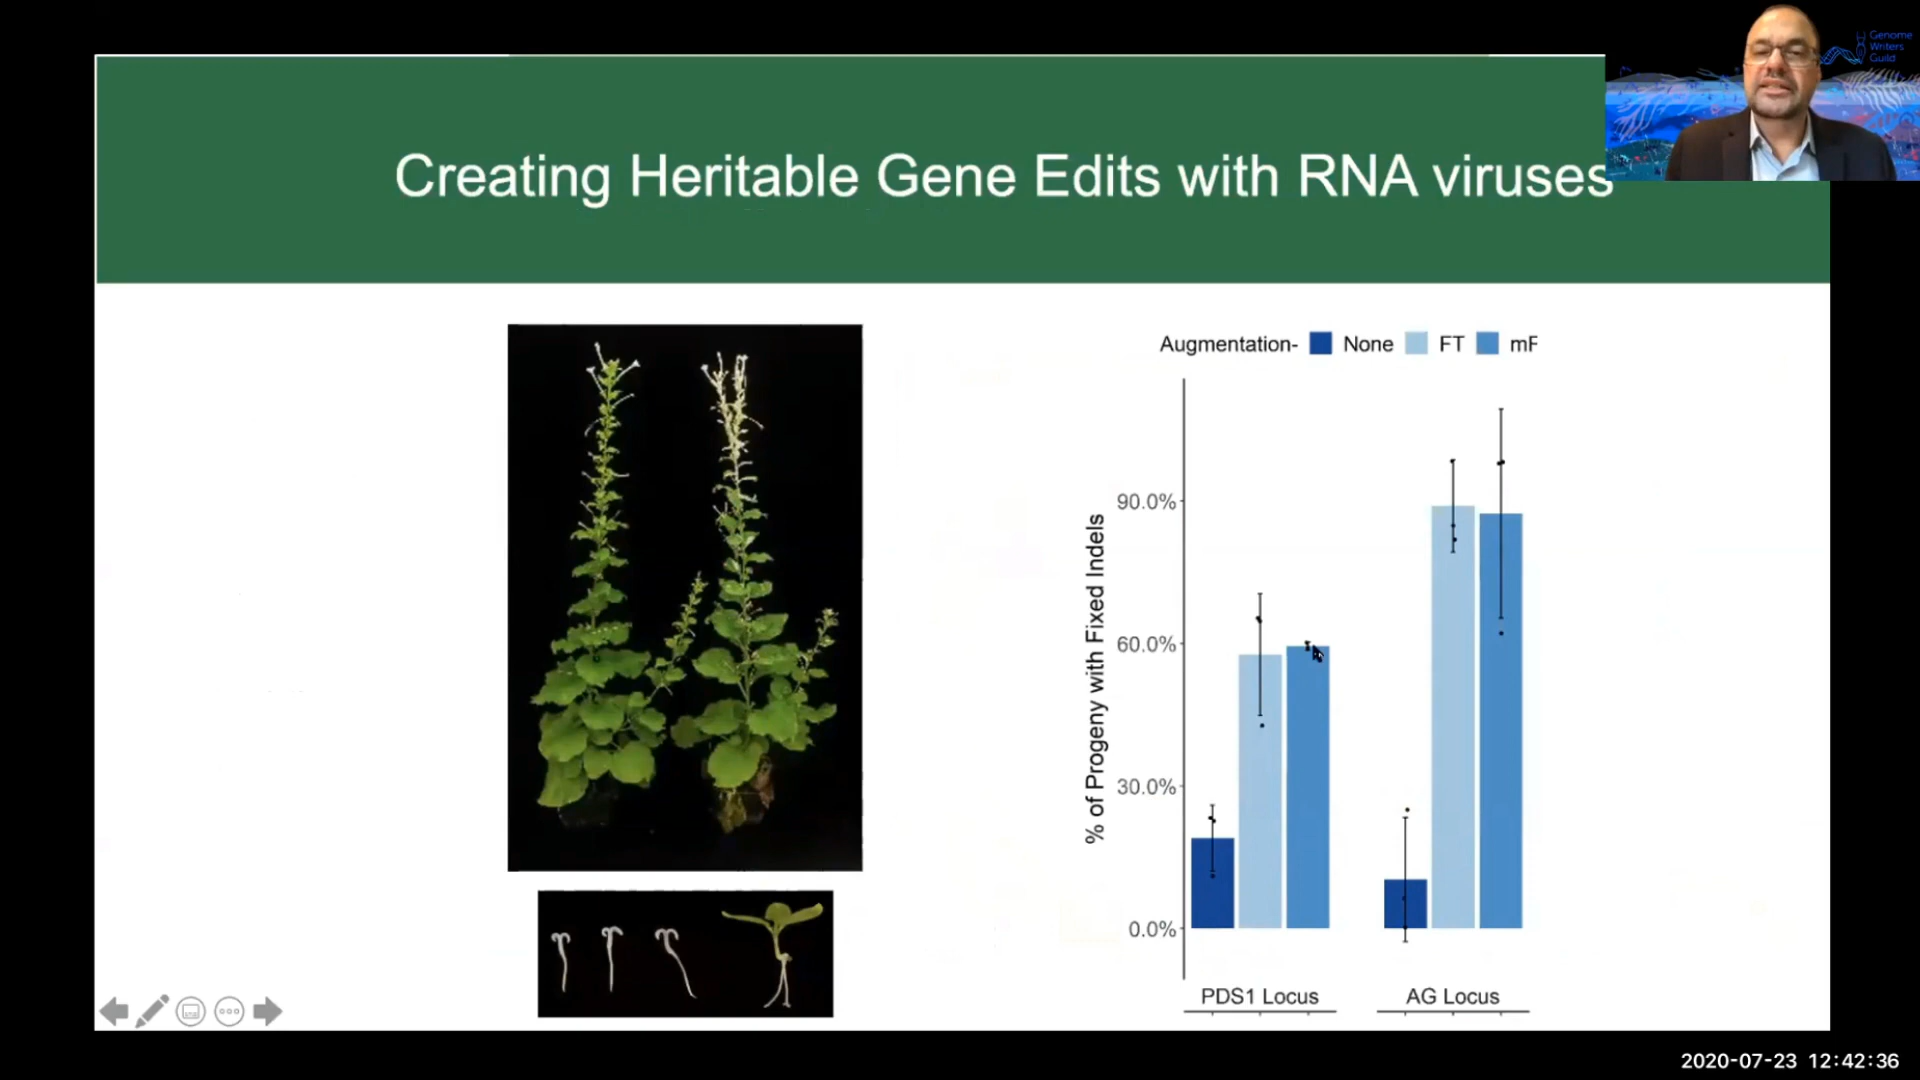 Genome
Writers
Guild
Creating Heritable Gene Edits with RNA viruses
Augmentation- None FT mF
% of Progeny with Fixed Indels
90.0%
60.0%
30.0%
0.0%
PDS1 Locus AG Locus
2020-07-23 12:42:36